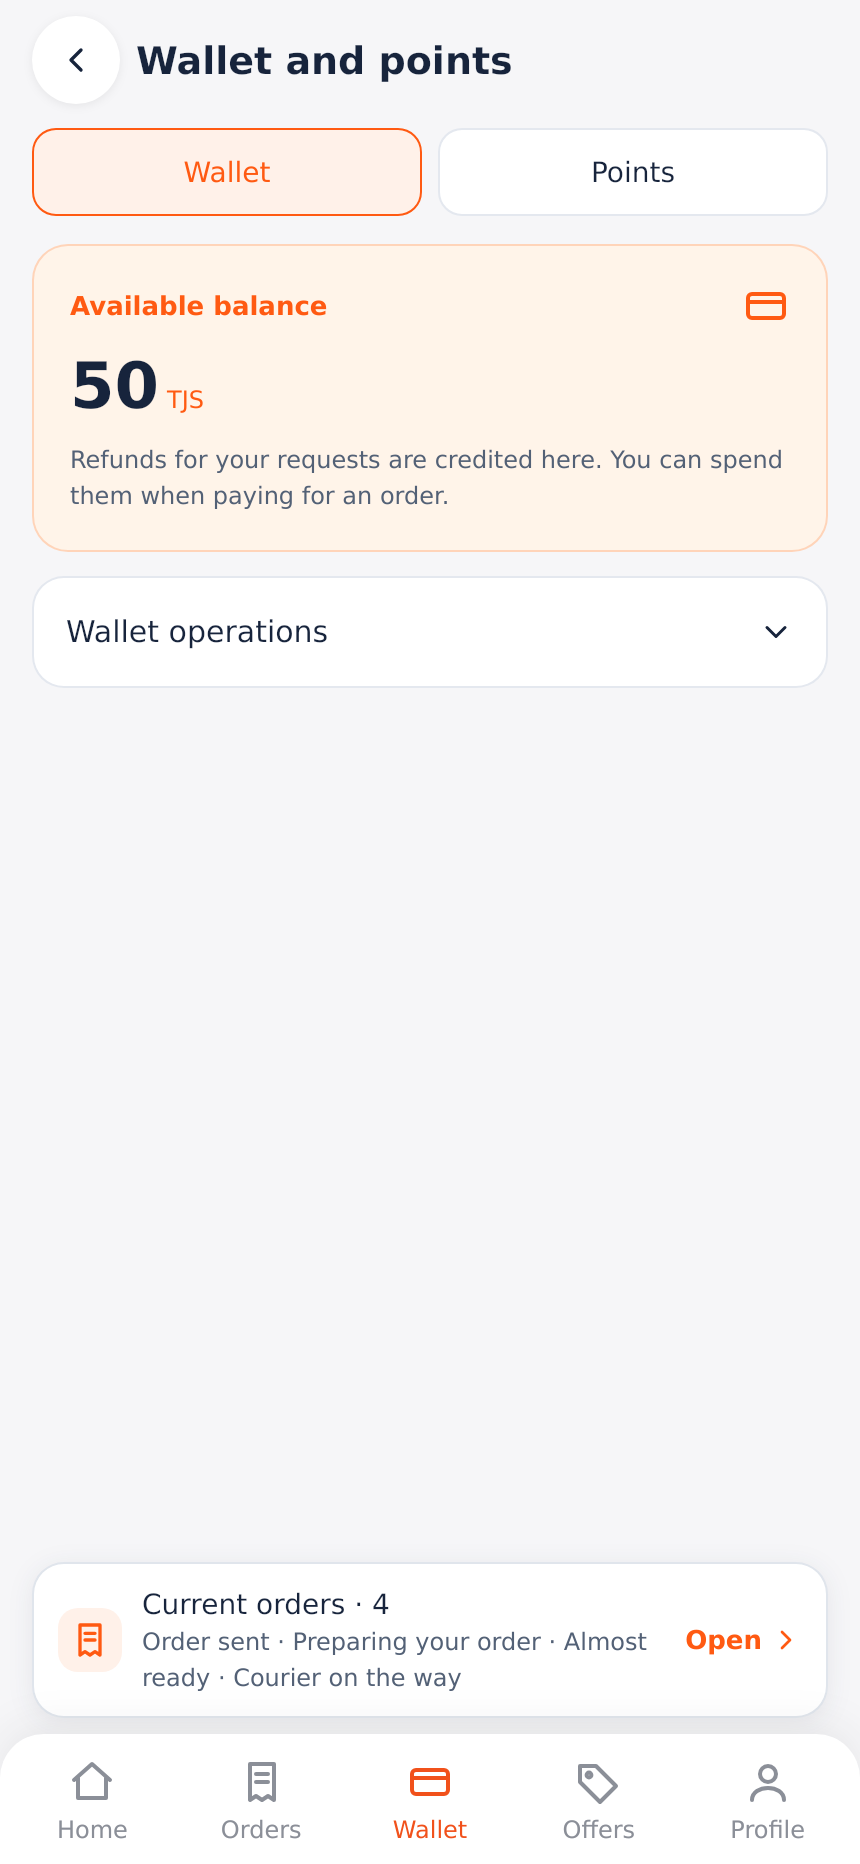 Wallet and points
Wallet
Points
Available balance
50 TJS
Refunds for your requests are credited here. You can spend
them when paying for an order.
Wallet operations
Current orders · 4
Order sent · Preparing your order · Almost
ready · Courier on the way
Open
Home
Orders
Wallet
Offers
Profile